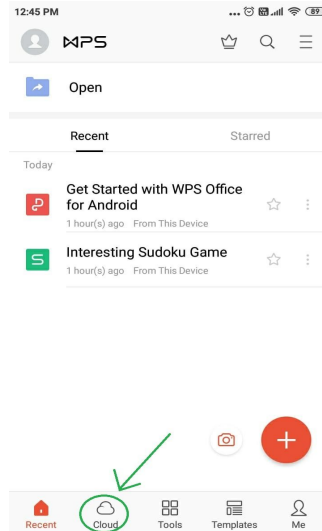 12:45 PM 89
WPS
Open
Recent Starred
Today
Get Started with WPS Office
for Android
1 hour(s) ago From This Device
Interesting Sudoku Game
1 hour(s) ago From This Device
Recent Cloud Tools Templates Me